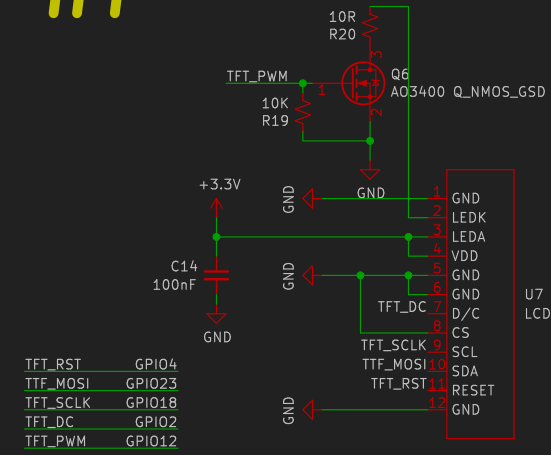 10R
R20
3
TFT_PWM
1
Q6
AO3400 Q_NMOS_GSD
10K
R19
2
GND
+3.3V
C14
100nF
GND
GND
1 GND
2 LEDK
3 LEDA
4 VDD
GND
5 GND
6 GND
TFT_DC 7 D/C
8 CS
TFT_SCLK 9 SCL
TTF_MOSI 10 SDA
TFT_RST 11 RESET
GND
12 GND
U7
LCD
TFT_RST GPIO4
TTF_MOSI GPIO23
TFT_SCLK GPIO18
TFT_DC GPIO2
TFT_PWM GPIO12